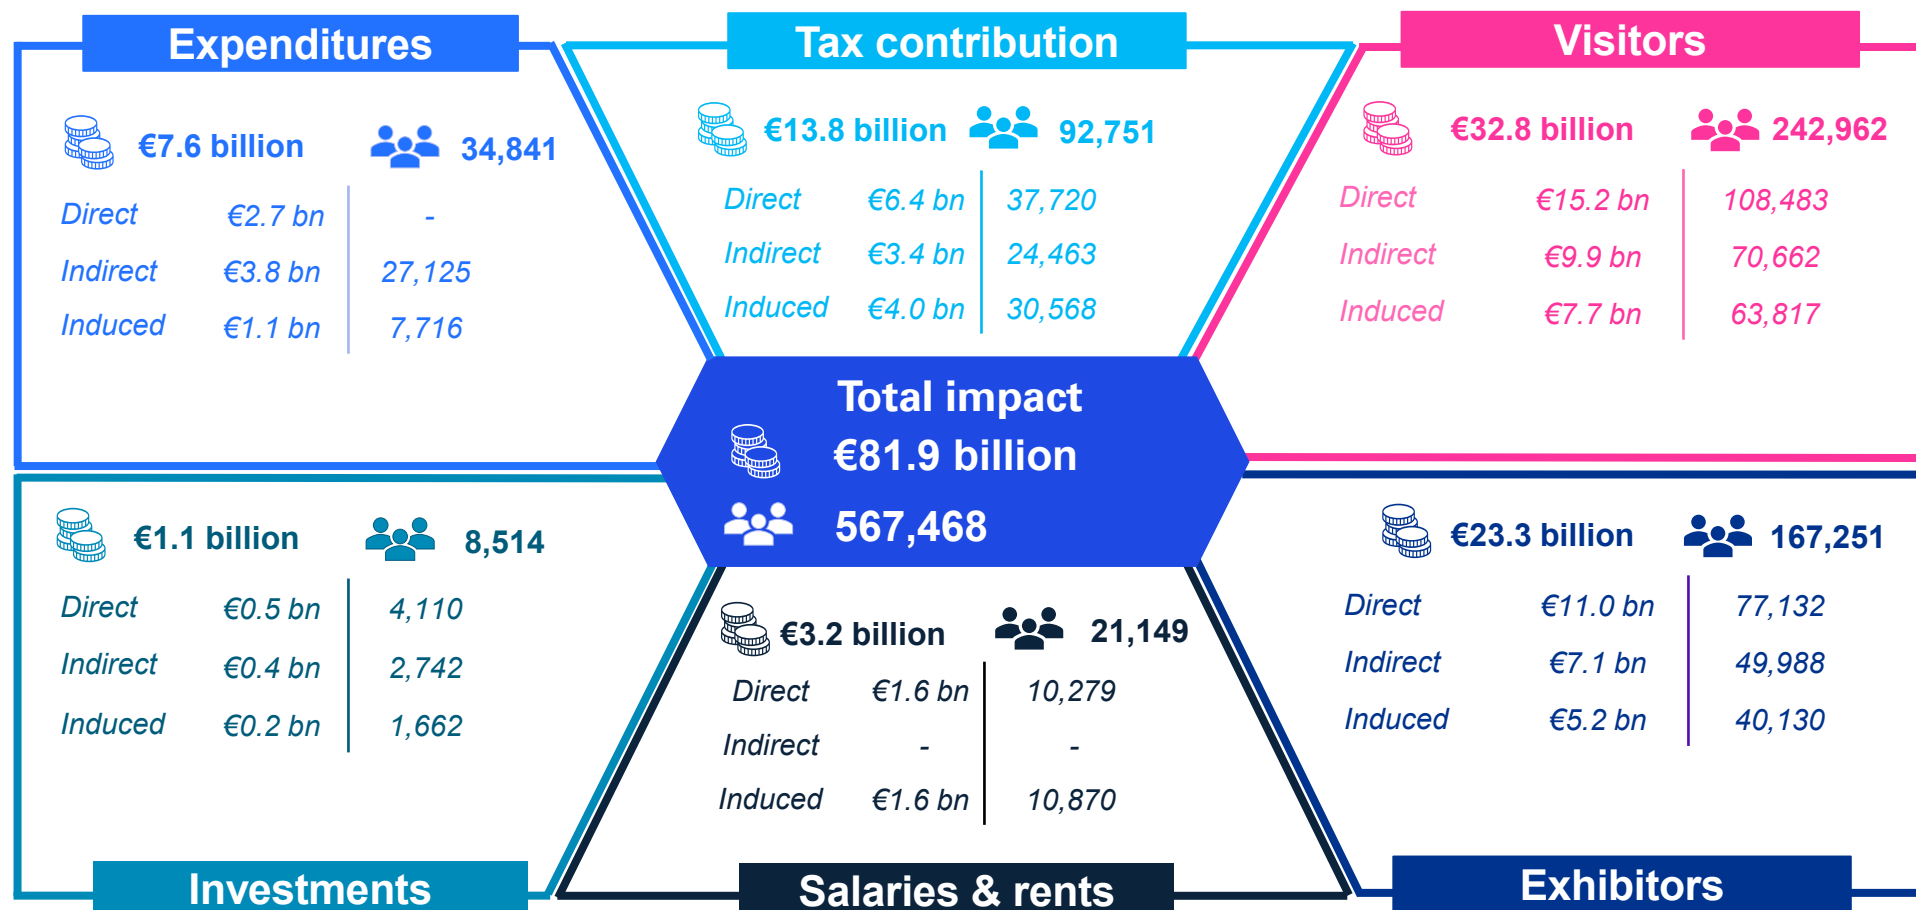 Expenditures
€7.6 billion 34,841
Direct €2.7 bn -
Indirect €3.8 bn 27,125
Induced €1.1 bn 7,716
Tax contribution
€13.8 billion 92,751
Direct €6.4 bn 37,720
Indirect €3.4 bn 24,463
Induced €4.0 bn 30,568
Visitors
€32.8 billion 242,962
Direct €15.2 bn 108,483
Indirect €9.9 bn 70,662
Induced €7.7 bn 63,817
Total impact
€81.9 billion
567,468
€1.1 billion 8,514
Direct €0.5 bn 4,110
Indirect €0.4 bn 2,742
Induced €0.2 bn 1,662
Investments
€3.2 billion 21,149
Direct €1.6 bn 10,279
Indirect - -
Induced €1.6 bn 10,870
Salaries & rents
€23.3 billion 167,251
Direct €11.0 bn 77,132
Indirect €7.1 bn 49,988
Induced €5.2 bn 40,130
Exhibitors